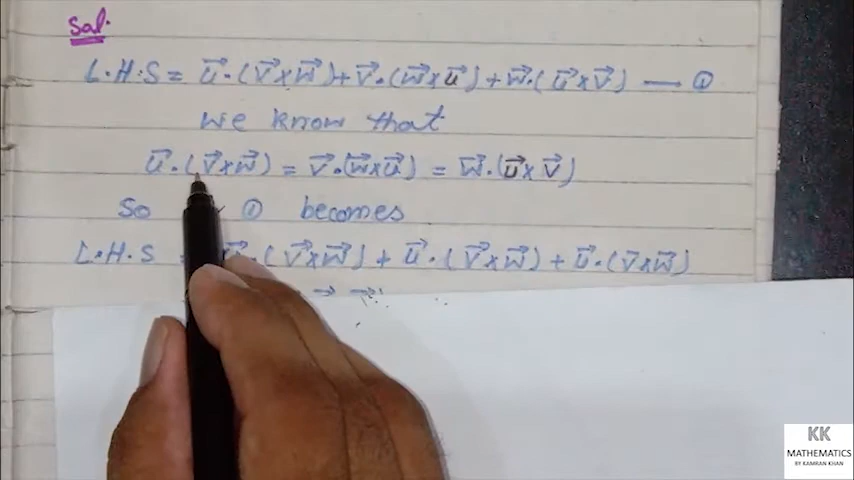 Sol.
L.H.S = u⃗.(v⃗×w⃗)+v⃗.(w⃗×u⃗)+w⃗.(u⃗×v⃗) — ①
we know that
u⃗.(v⃗×w⃗) = v⃗.(w⃗×u⃗) = w⃗.(u⃗×v⃗)
So ① becomes
L.H.S = u⃗.(v⃗×w⃗) + u⃗.(v⃗×w⃗) + u⃗.(v⃗×w⃗)
KK
MATHEMATICS
BY KAMRAN KHAN